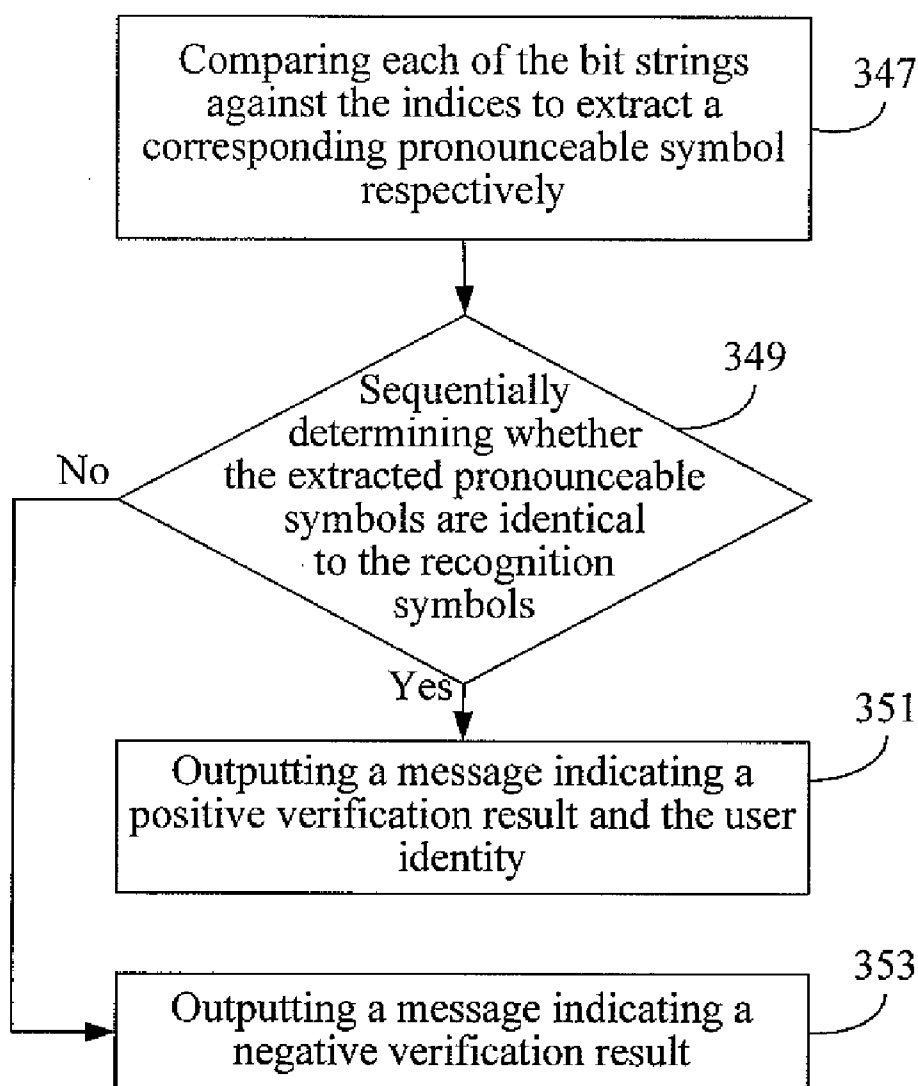 Comparing each of the bit strings
against the indices to extract a
corresponding pronounceable symbol
respectively
347
349
Sequentially
determining whether
the extracted pronounceable
symbols are identical
to the recognition
symbols
No
Yes
351
Outputting a message indicating a
positive verification result and the user
identity
353
Outputting a message indicating a
negative verification result